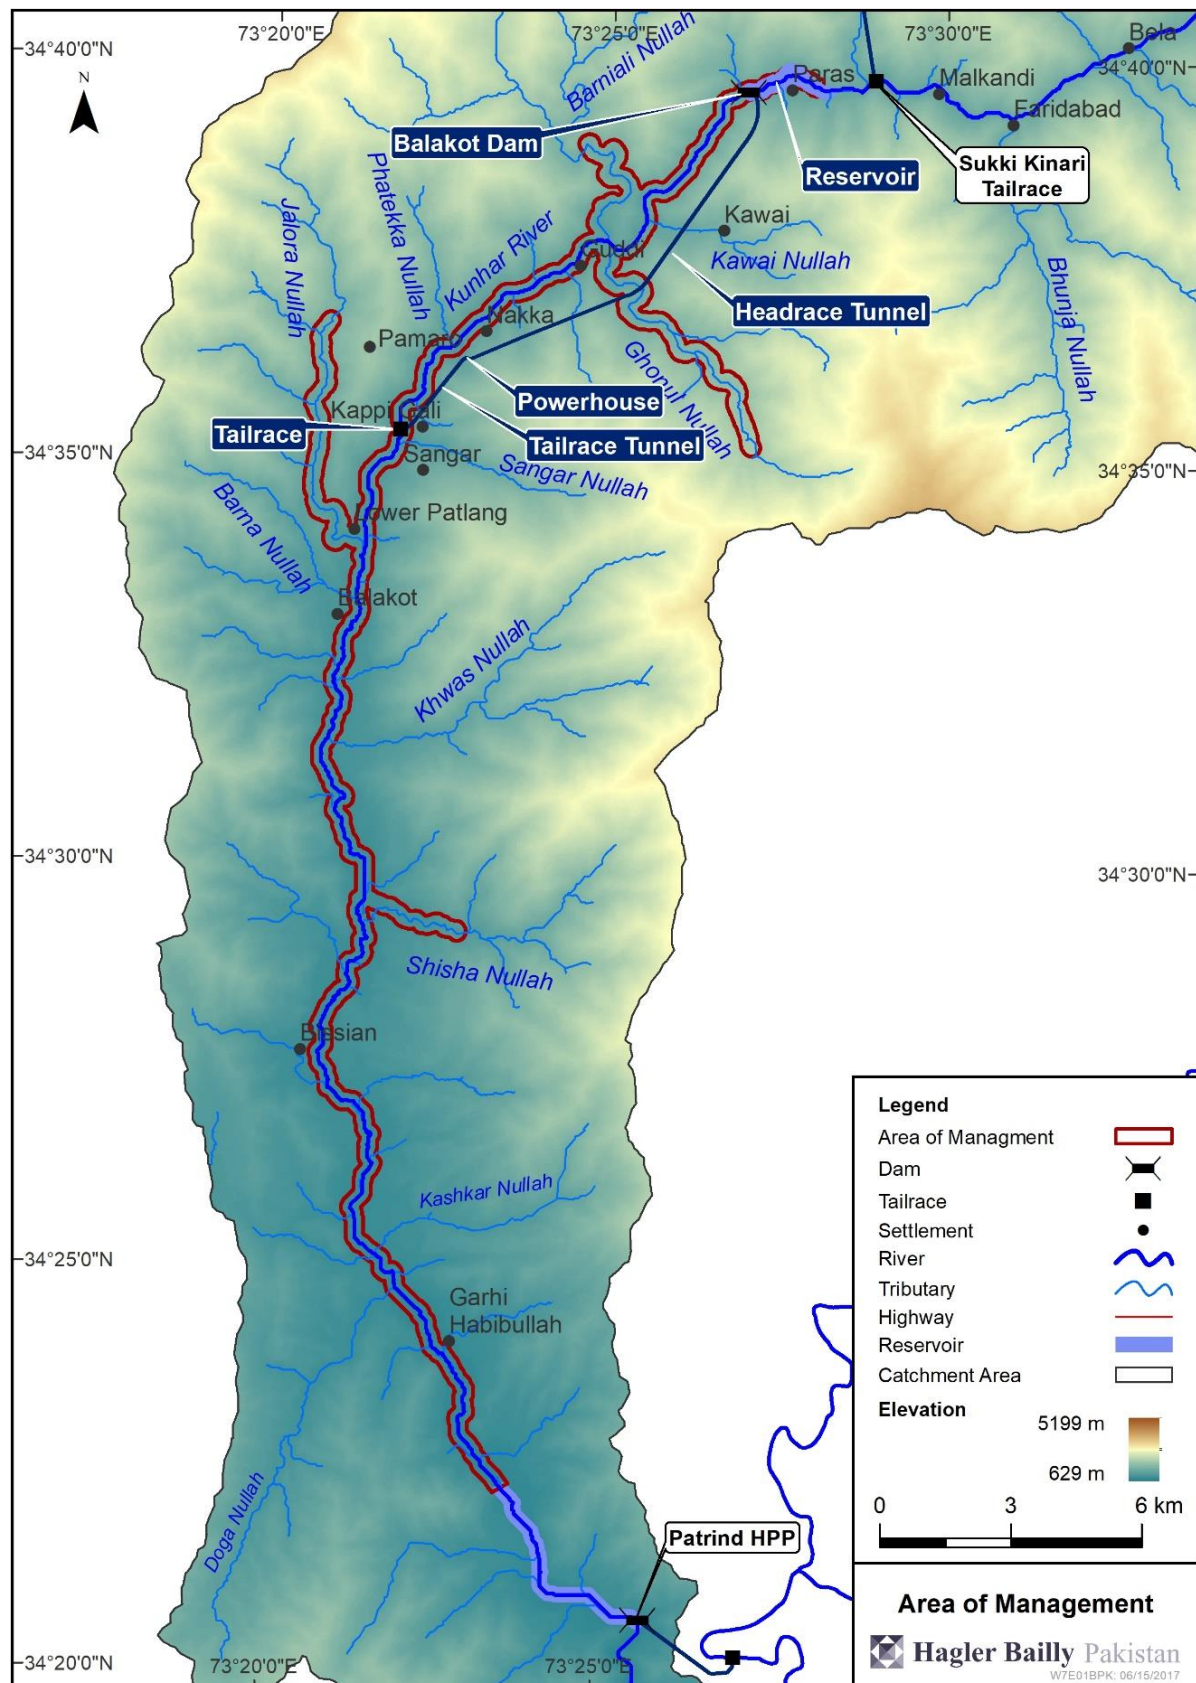 73°20'0"E
73°25'0"E
73°30'0"E
34°40'0"N
34°40'0"N
N
Bela
Barniali Nullah
Paras
Malkandi
Faridabad
Balakot Dam
Reservoir
Sukki Kinari
Tailrace
Phatekka Nullah
Jalora Nullah
Kunhar River
Kawai
Kawai Nullah
Guddi
Bhunja Nullah
Headrace Tunnel
Nakka
Pamaro
Ghonul Nullah
Powerhouse
Kappi Gali
Tailrace
Tailrace Tunnel
34°35'0"N
34°35'0"N
Sangar
Sangar Nullah
Barna Nullah
Lower Patlang
Balakot
Khwas Nullah
34°30'0"N
34°30'0"N
Shisha Nullah
Bissian
Kashkar Nullah
34°25'0"N
Garhi
Habibullah
Doga Nullah
Patrind HPP
34°20'0"N
73°20'0"E
73°25'0"E
Legend
Area of Managment
Dam
Tailrace
Settlement
River
Tributary
Highway
Reservoir
Catchment Area
Elevation
5199 m
629 m
0 3 6 km
Area of Management
Hagler Bailly Pakistan
W7E01BPK: 06/15/2017